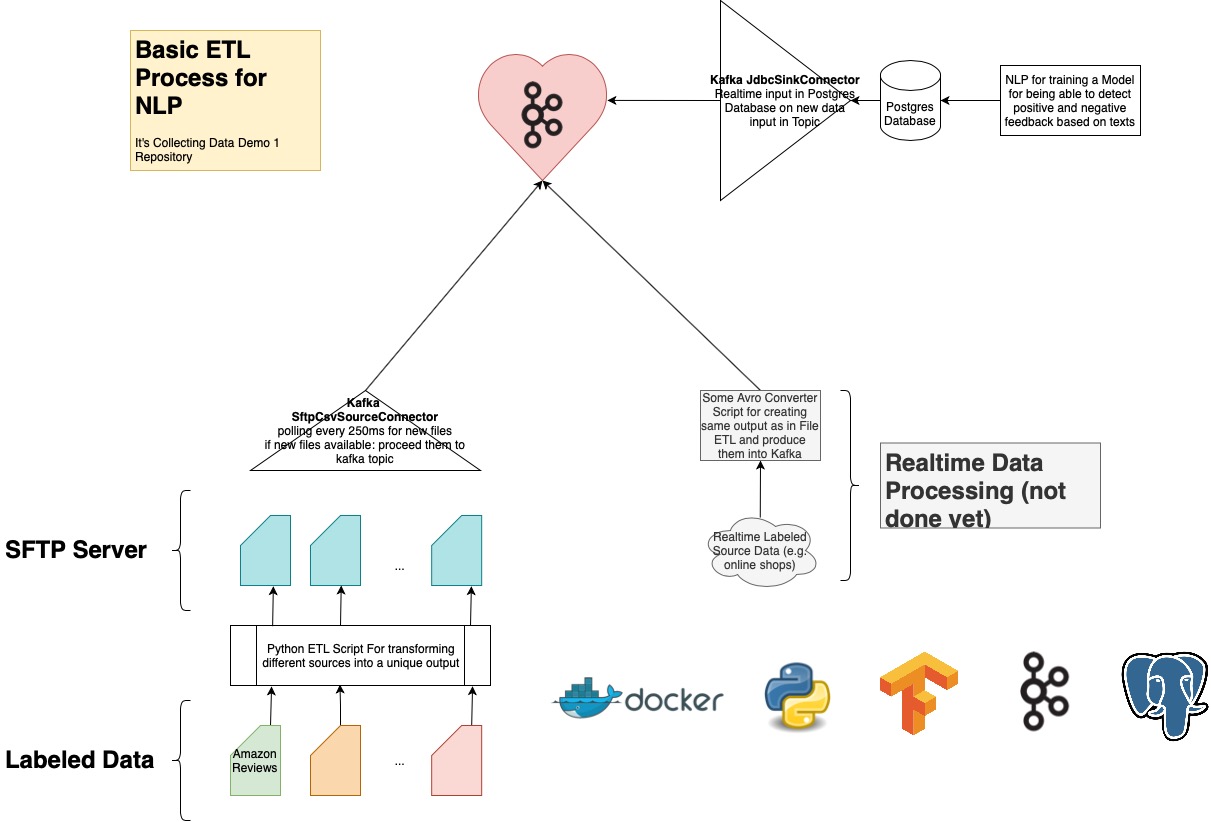 Basic ETL
Process for
NLP
It's Collecting Data Demo 1
Repository
Kafka JdbcSinkConnector
Realtime input in Postgres
Database on new data
input in Topic
Postgres
Database
NLP for training a Model
for being able to detect
positive and negative
feedback based on texts
Kafka
SftpCsvSourceConnector
polling every 250ms for new files
if new files available: proceed them to
kafka topic
Some Avro Converter
Script for creating
same output as in File
ETL and produce
them into Kafka
Realtime Data
Processing (not
done yet)
Realtime Labeled
Source Data (e.g.
online shops)
SFTP Server
...
Python ETL Script For transforming
different sources into a unique output
docker
Labeled Data
Amazon
Reviews
...